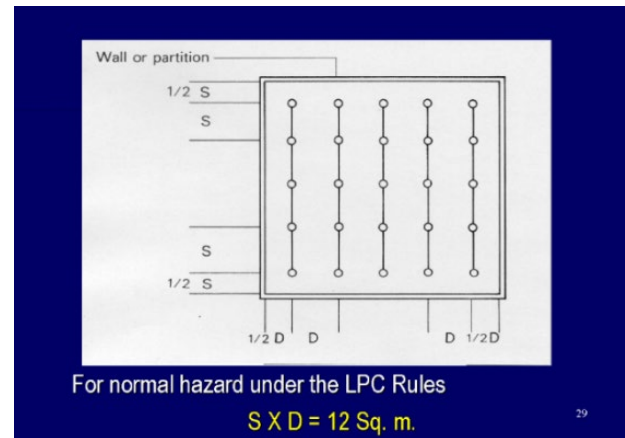 Wall or partition
1/2 S
S
S
1/2 S
1/2 D D D 1/2D
For normal hazard under the LPC Rules
S X D = 12 Sq. m.
29